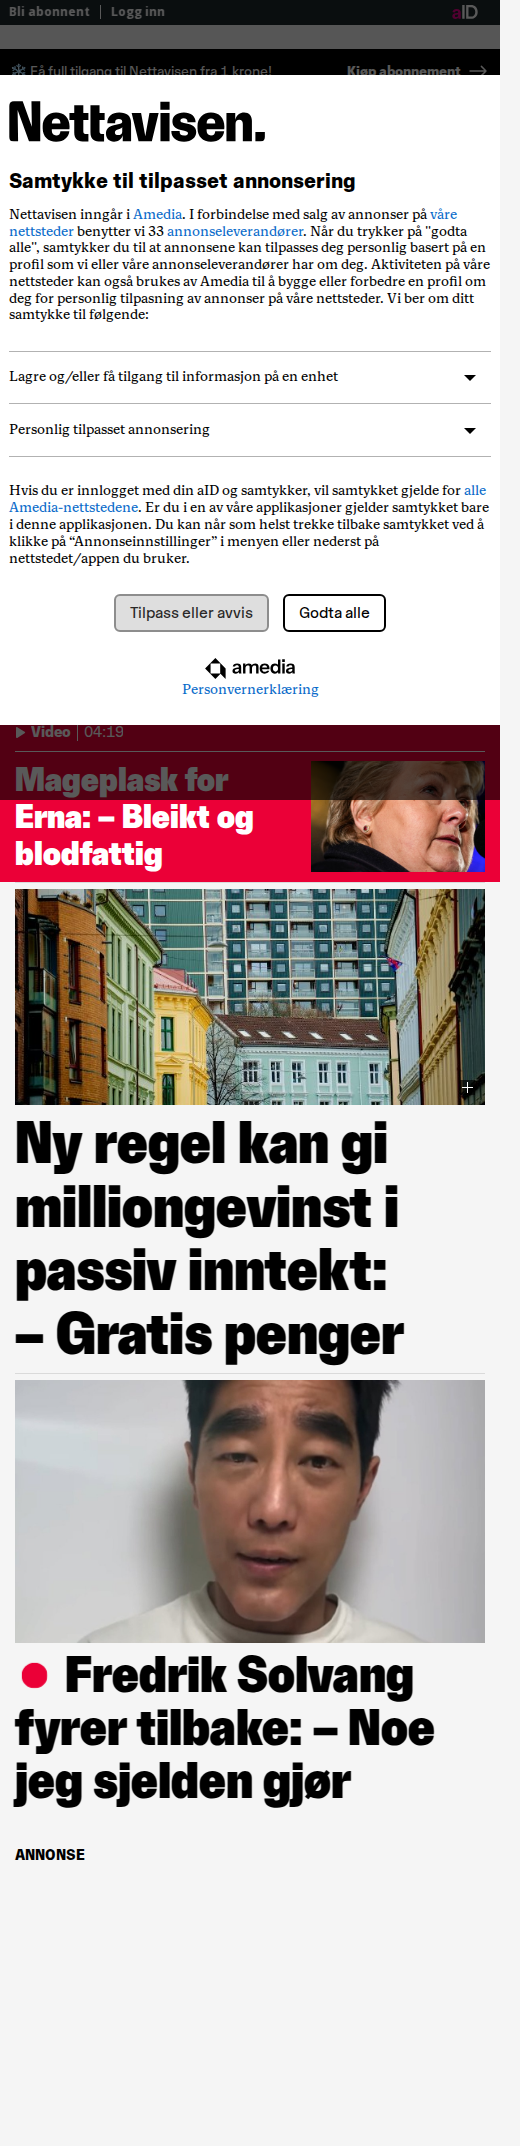 Bli abonnent | Logg inn
aID
❄ Få full tilgang til Nettavisen fra 1 krone!
Kjøp abonnement →
Nettavisen.
Samtykke til tilpasset annonsering
Nettavisen inngår i Amedia. I forbindelse med salg av annonser på våre
nettsteder benytter vi 33 annonseleverandører. Når du trykker på "godta
alle", samtykker du til at annonsene kan tilpasses deg personlig basert på en
profil som vi eller våre annonseleverandører har om deg. Aktiviteten på våre
nettsteder kan også brukes av Amedia til å bygge eller forbedre en profil om
deg for personlig tilpasning av annonser på våre nettsteder. Vi ber om ditt
samtykke til følgende:
Lagre og/eller få tilgang til informasjon på en enhet
Personlig tilpasset annonsering
Hvis du er innlogget med din aID og samtykker, vil samtykket gjelde for alle
Amedia-nettstedene. Er du i en av våre applikasjoner gjelder samtykket bare
i denne applikasjonen. Du kan når som helst trekke tilbake samtykket ved å
klikke på “Annonseinnstillinger” i menyen eller nederst på
nettstedet/appen du bruker.
Tilpass eller avvis
Godta alle
amedia
Personvernerklæring
Video | 04:19
Mageplask for
Erna: – Bleikt og
blodfattig
Ny regel kan gi
milliongevinst i
passiv inntekt:
– Gratis penger
Fredrik Solvang
fyrer tilbake: – Noe
jeg sjelden gjør
ANNONSE